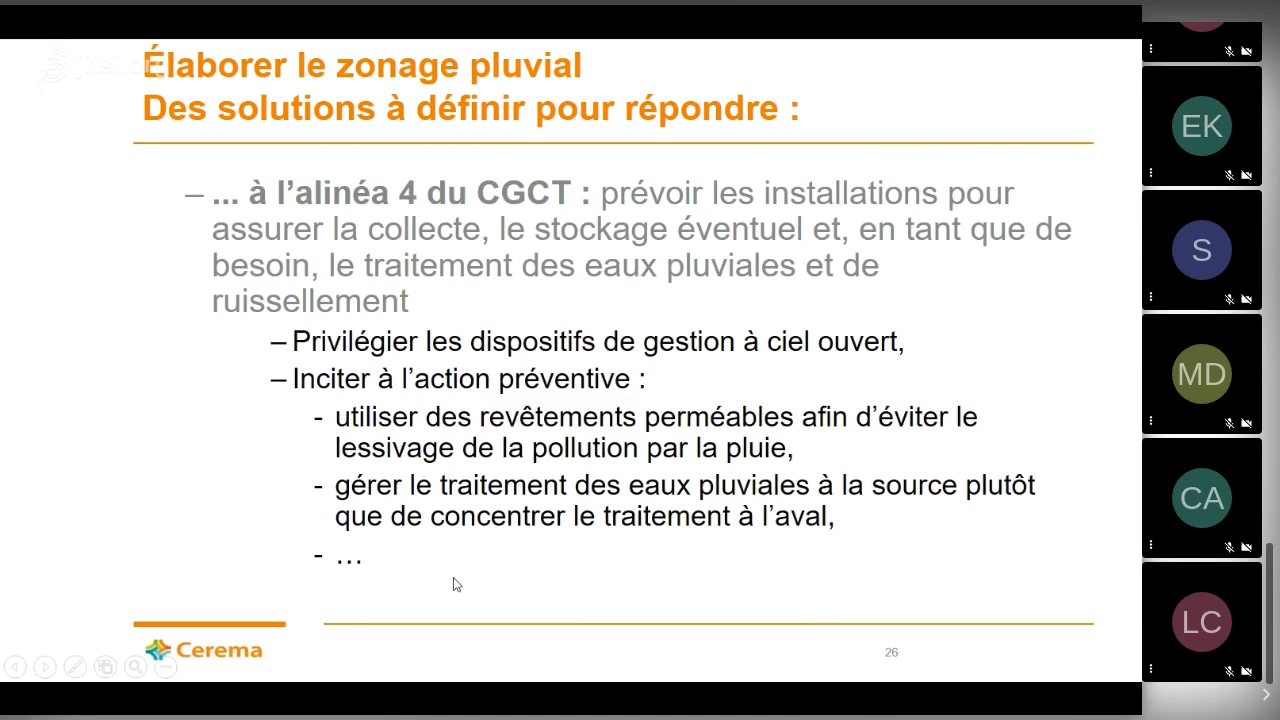 Élaborer le zonage pluvial
Des solutions à définir pour répondre :
– ... à l’alinéa 4 du CGCT : prévoir les installations pour
assurer la collecte, le stockage éventuel et, en tant que de
besoin, le traitement des eaux pluviales et de
ruissellement
– Privilégier les dispositifs de gestion à ciel ouvert,
– Inciter à l’action préventive :
- utiliser des revêtements perméables afin d’éviter le
lessivage de la pollution par la pluie,
- gérer le traitement des eaux pluviales à la source plutôt
que de concentrer le traitement à l’aval,
- …
Cerema
26
EK
S
MD
CA
LC